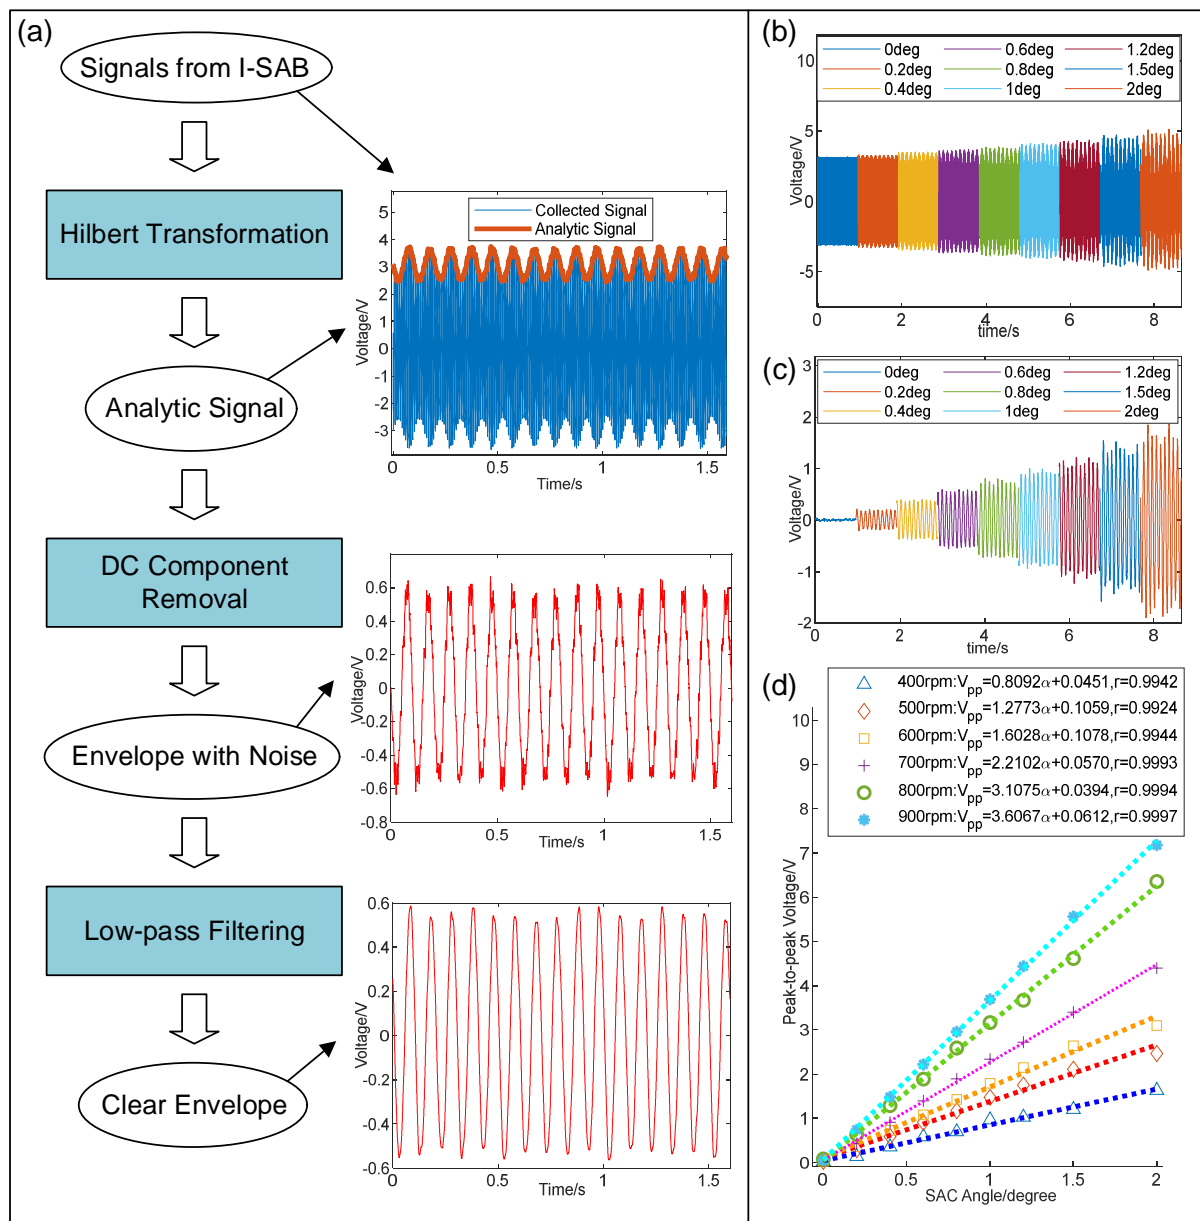 (a)
Signals from I-SAB
Hilbert Transformation
Analytic Signal
DC Component
Removal
Envelope with Noise
Low-pass Filtering
Clear Envelope
Collected Signal
Analytic Signal
Voltage/V
5
4
3
2
1
0
-1
-2
-3
0
0.5
1
1.5
Time/s
Voltage/V
0.6
0.4
0.2
0
-0.2
-0.4
-0.6
-0.8
0
0.5
1
1.5
Time/s
Voltage/V
0.6
0.4
0.2
0
-0.2
-0.4
-0.6
0
0.5
1
1.5
Time/s
(b)
0deg
0.6deg
1.2deg
0.2deg
0.8deg
1.5deg
0.4deg
1deg
2deg
Voltage/V
10
5
0
-5
0
2
4
6
8
time/s
(c)
0deg
0.6deg
1.2deg
0.2deg
0.8deg
1.5deg
0.4deg
1deg
2deg
Voltage/V
3
2
1
0
-1
-2
0
2
4
6
8
time/s
(d)
400rpm:Vpp=0.8092α+0.0451,r=0.9942
500rpm:Vpp=1.2773α+0.1059,r=0.9924
600rpm:Vpp=1.6028α+0.1078,r=0.9944
700rpm:Vpp=2.2102α+0.0570,r=0.9993
800rpm:Vpp=3.1075α+0.0394,r=0.9994
900rpm:Vpp=3.6067α+0.0612,r=0.9997
Peak-to-peak Voltage/V
10
9
8
7
6
5
4
3
2
1
0
0
0.5
1
1.5
2
SAC Angle/degree